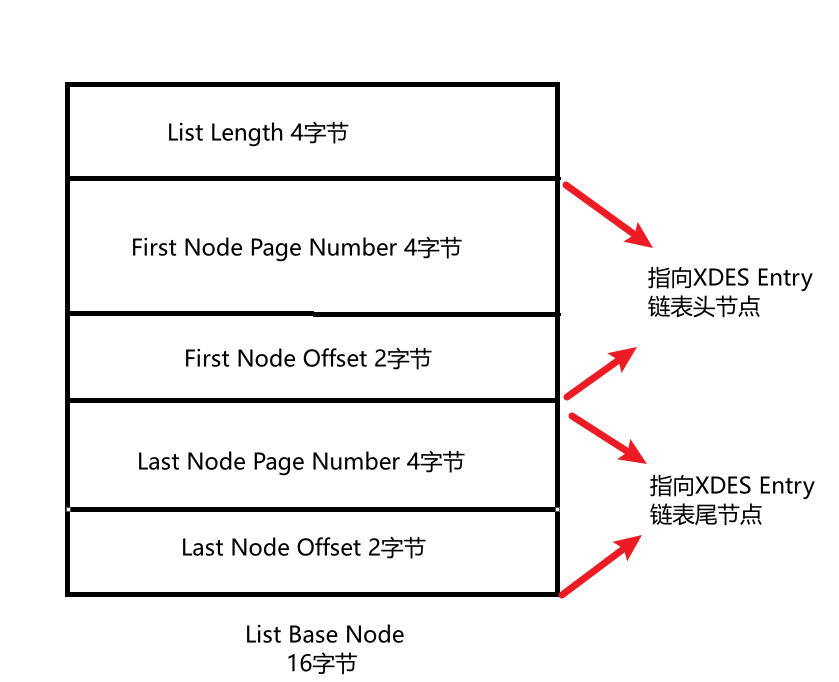 List Length 4字节
First Node Page Number 4字节
指向XDES Entry
链表头节点
First Node Offset 2字节
Last Node Page Number 4字节
指向XDES Entry
链表尾节点
Last Node Offset 2字节
List Base Node
16字节